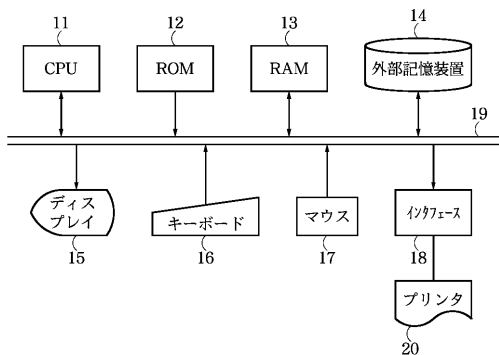 11
12
13
14
CPU
ROM
RAM
外部記憶装置
19
ディス
プレイ
キーボード
マウス
ｲﾝﾀﾌｪｰｽ
15
16
17
18
プリンタ
20